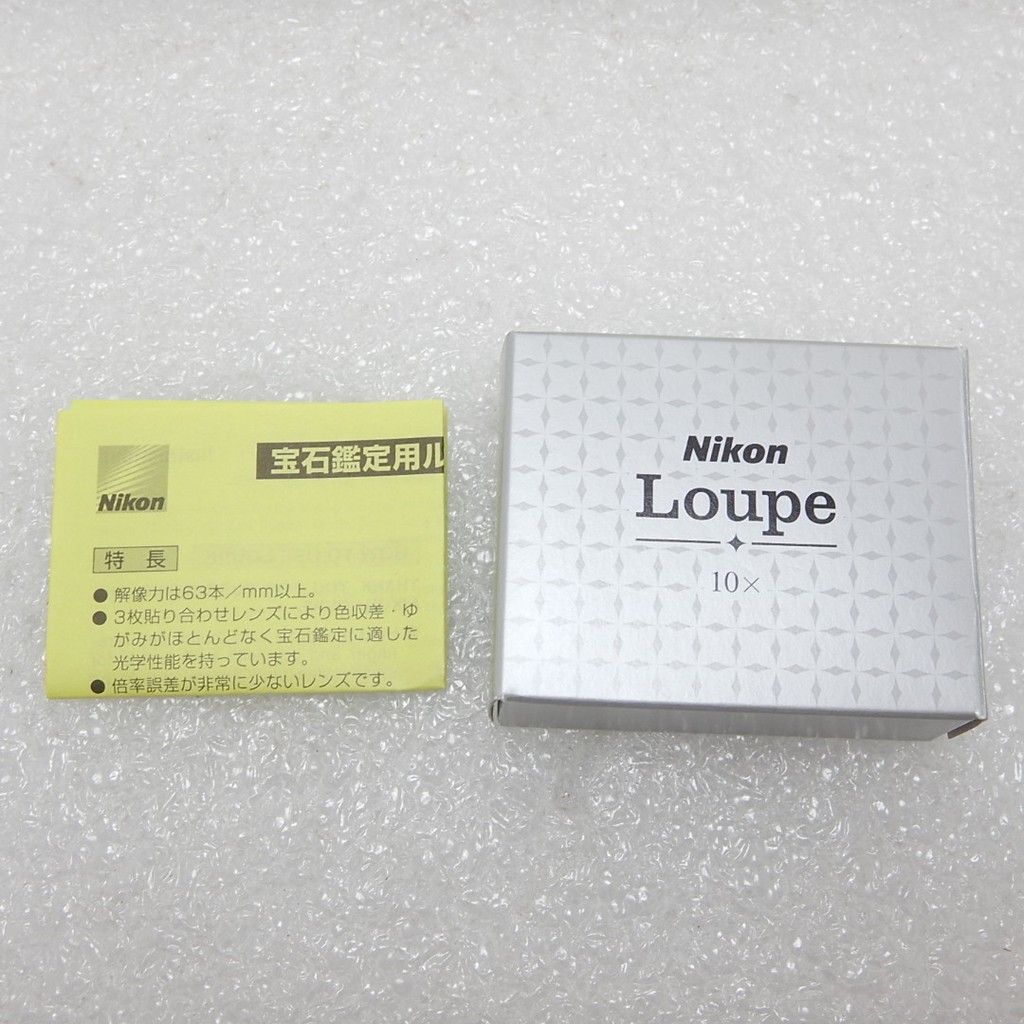 Nikon
宝石鑑定用ル
特長
● 解像力は63本／mm以上。
● 3枚貼り合わせレンズにより色収差・ゆ
がみがほとんどなく宝石鑑定に適した
光学性能を持っています。
● 倍率誤差が非常に少ないレンズです。
Nikon
Loupe
10×